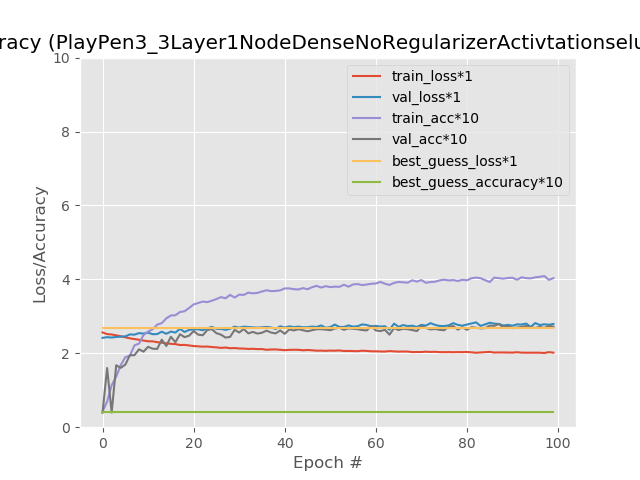 racy (PlayPen3_3Layer1NodeDenseNoRegularizerActivtationselu
10
8
6
4
2
0
Loss/Accuracy
train_loss*1
val_loss*1
train_acc*10
val_acc*10
best_guess_loss*1
best_guess_accuracy*10
0 20 40 60 80 100
Epoch #